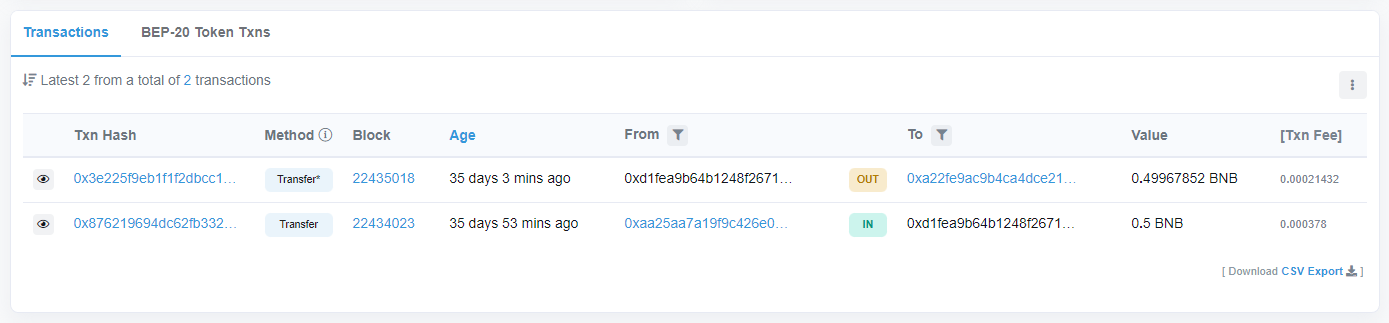 Transactions BEP-20 Token Txns
Latest 2 from a total of 2 transactions
Txn Hash Method Block Age From To Value [Txn Fee]
0x3e225f9eb1f1f2dbcc1... Transfer* 22435018 35 days 3 mins ago 0xd1fea9b64b1248f2671... OUT 0xa22fe9ac9b4ca4dce21... 0.49967852 BNB 0.00021432
0x876219694dc62fb332... Transfer 22434023 35 days 53 mins ago 0xaa25aa7a19f9c426e0... IN 0xd1fea9b64b1248f2671... 0.5 BNB 0.000378
[ Download CSV Export ]